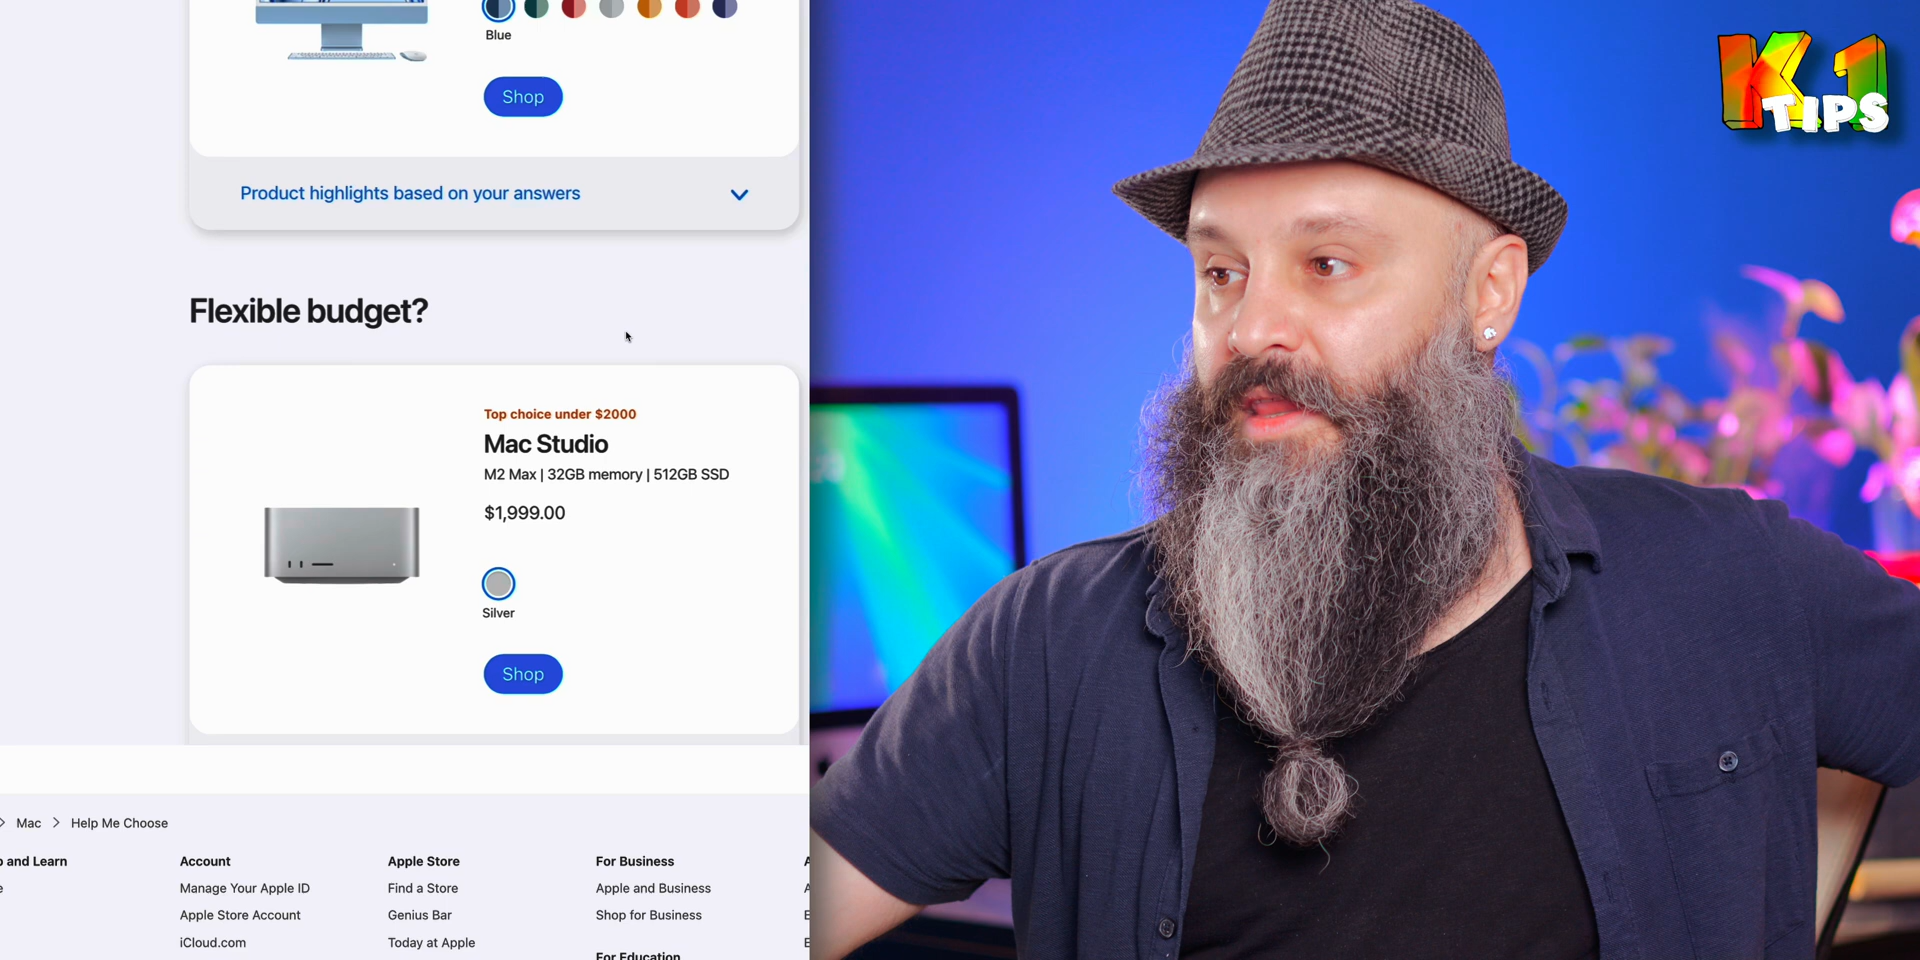 Blue
Shop
Product highlights based on your answers
Flexible budget?
Top choice under $2000
Mac Studio
M2 Max | 32GB memory | 512GB SSD
$1,999.00
Silver
Shop
Mac > Help Me Choose
and Learn
Account
Manage Your Apple ID
Apple Store Account
iCloud.com
Apple Store
Find a Store
Genius Bar
Today at Apple
For Business
Apple and Business
Shop for Business
For Education
K1
TIPS